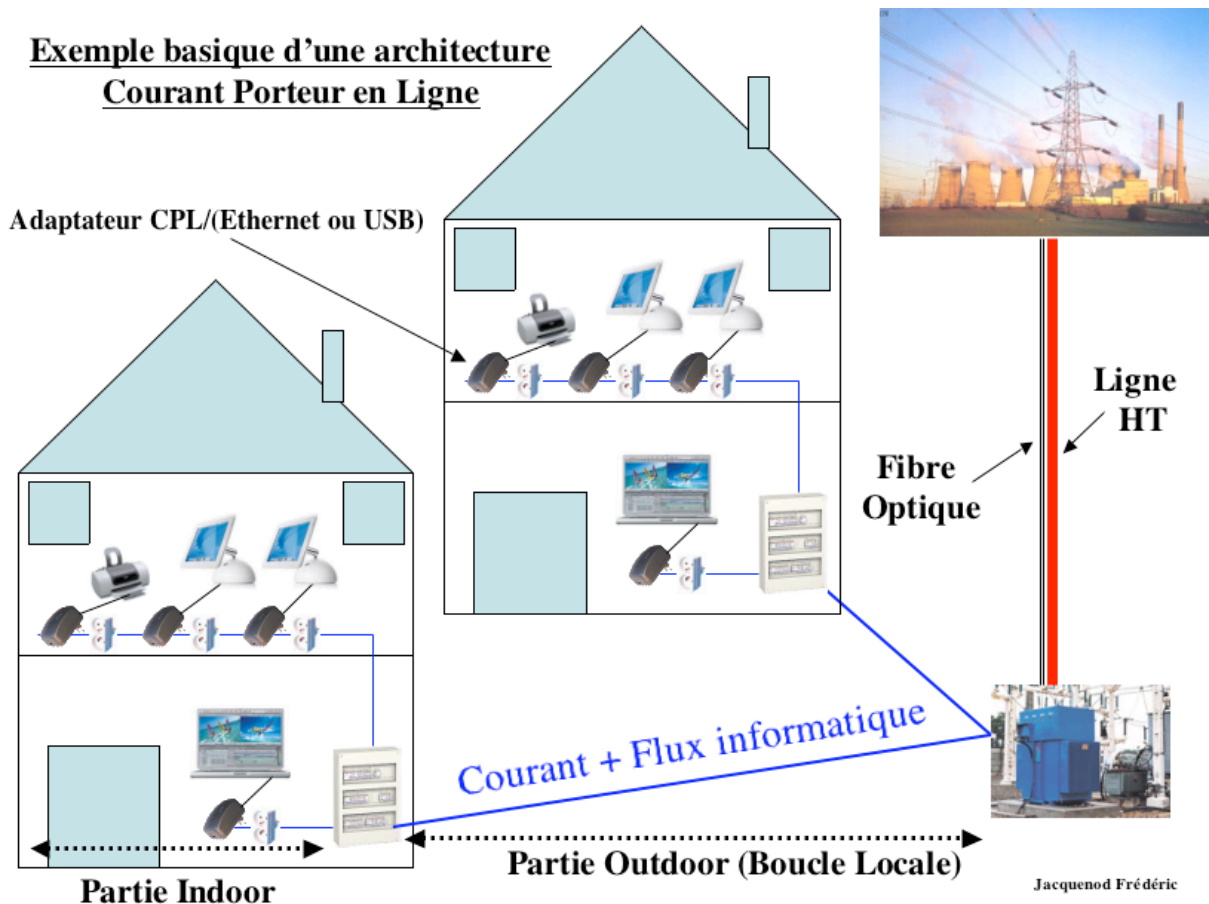 Exemple basique d'une architecture
Courant Porteur en Ligne
Adaptateur CPL/(Ethernet ou USB)
Ligne
HT
Fibre
Optique
Courant + Flux informatique
Partie Outdoor (Boucle Locale)
Partie Indoor
Jacquenod Frédéric